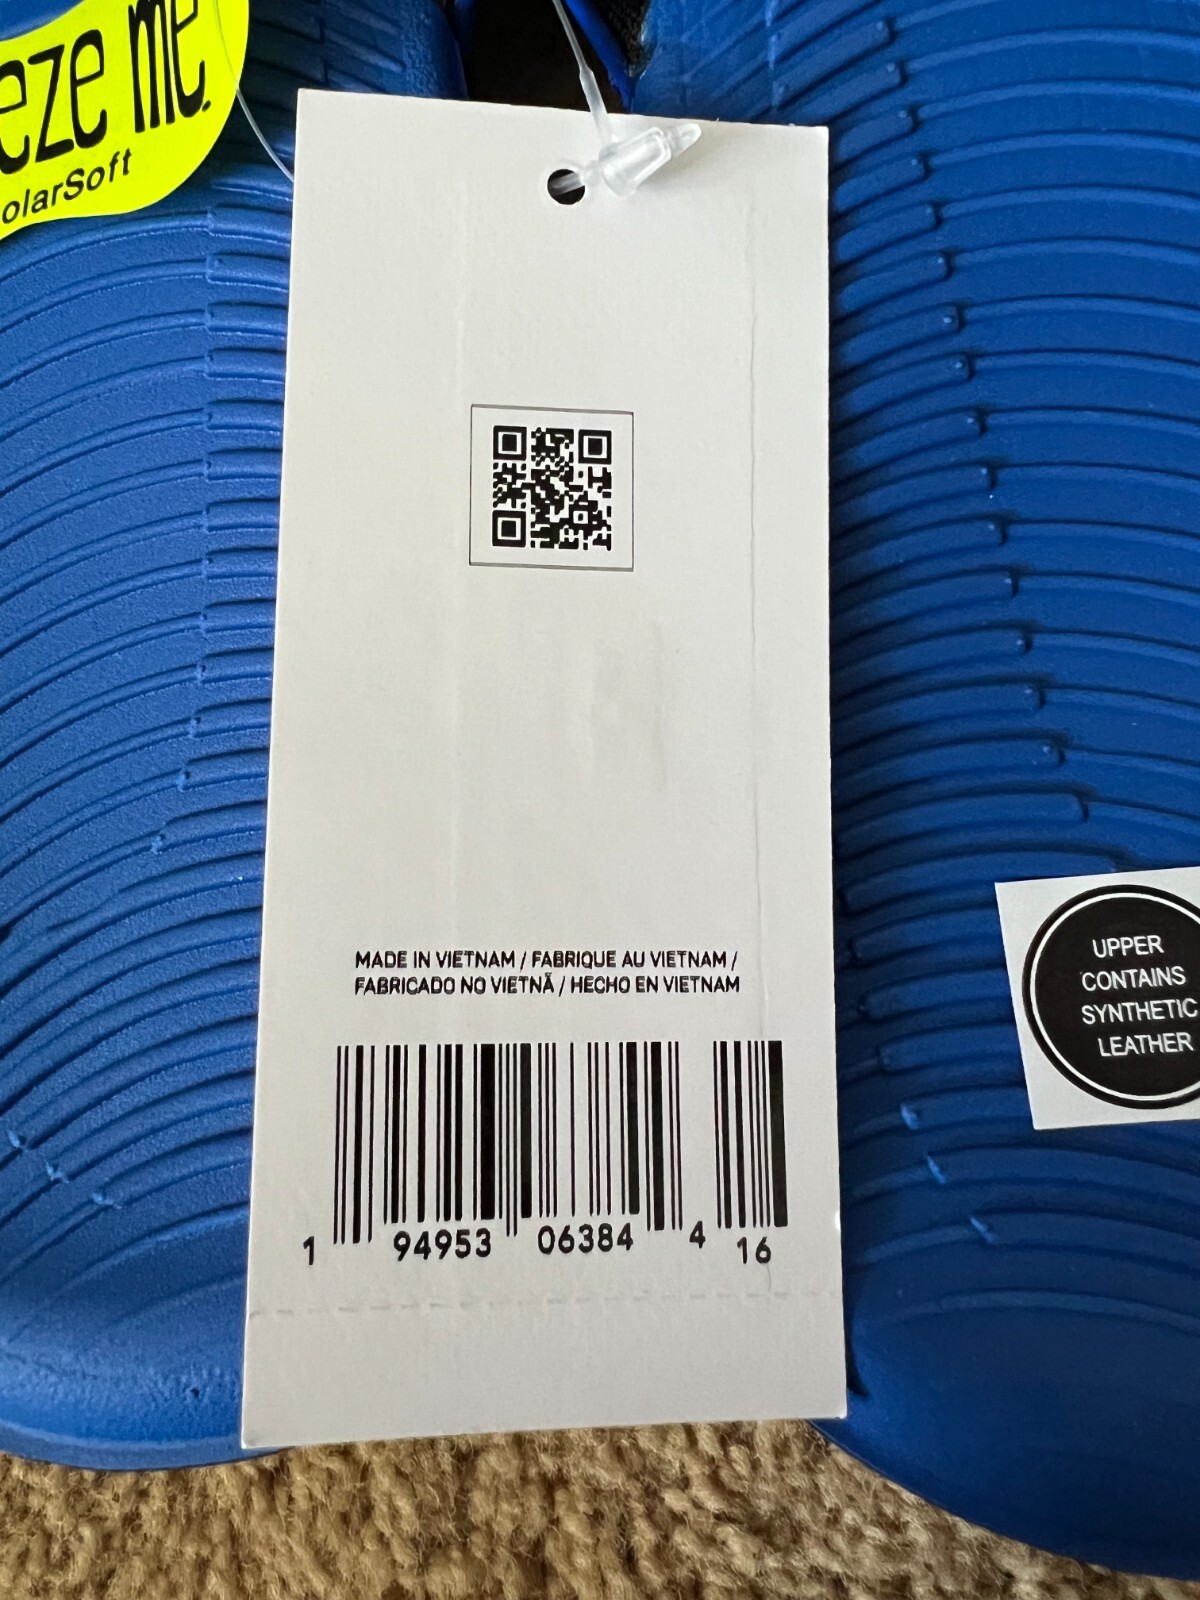 eze me.
olarSoft
MADE IN VIETNAM / FABRIQUE AU VIETNAM /
FABRICADO NO VIETNÃ / HECHO EN VIETNAM
1 94953 06384 4 16
UPPER
CONTAINS
SYNTHETIC
LEATHER